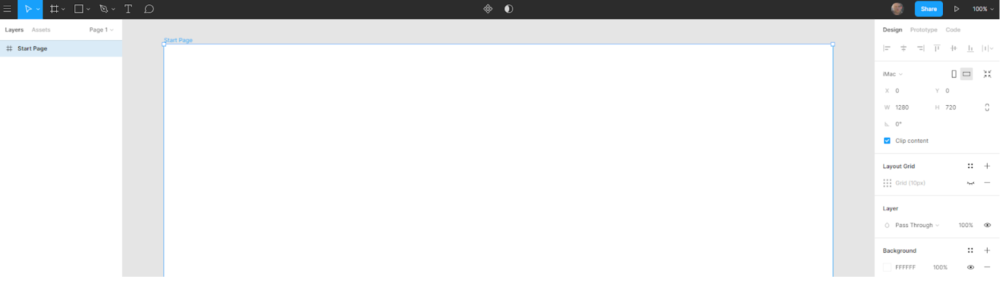 Share
100%
Layers Assets Page 1
Start Page
Start Page
Design Prototype Code
iMac
X 0 Y 0
W 1280 H 720
0°
Clip content
Layout Grid
Grid (10px)
Layer
Pass Through 100%
Background
FFFFFF 100%